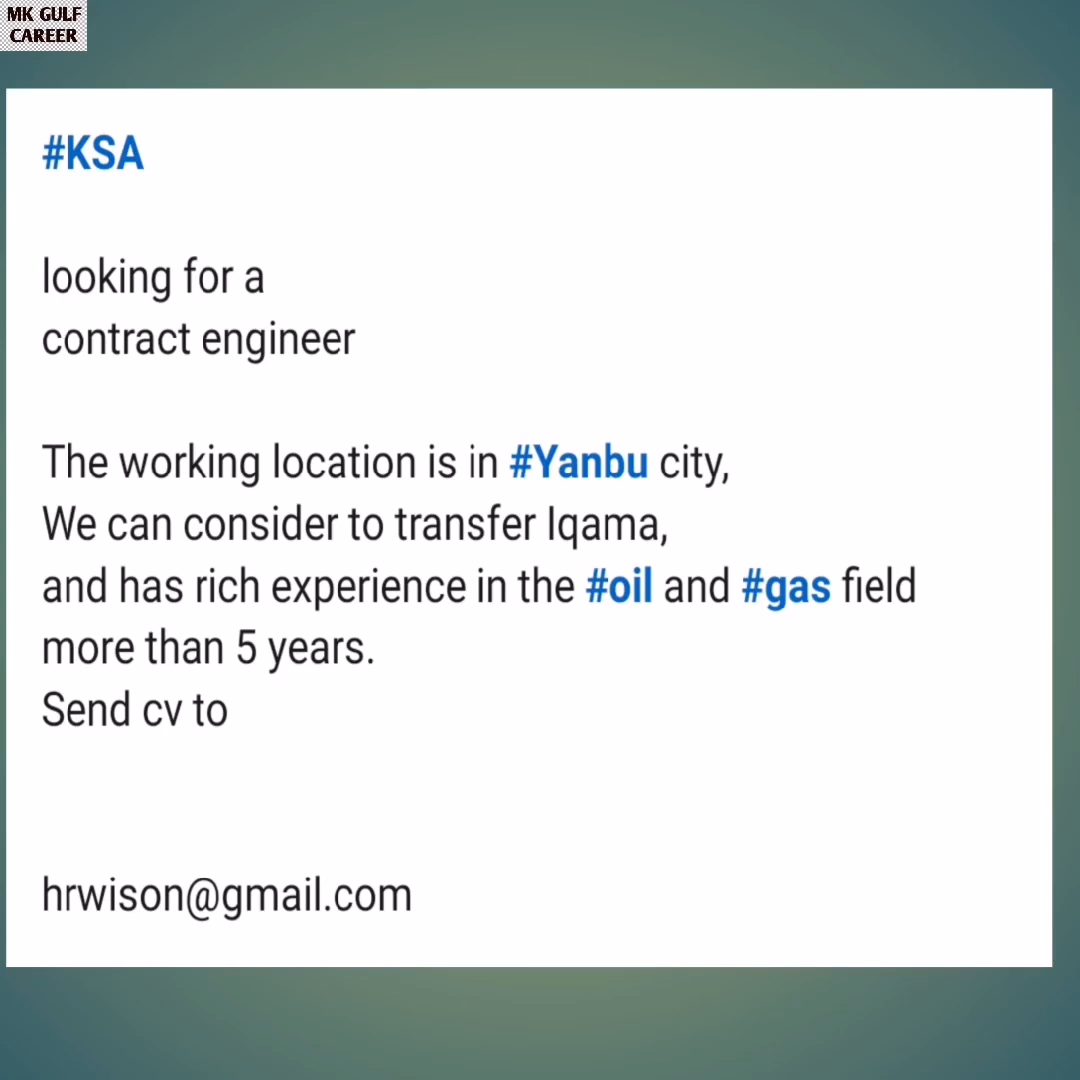 MK GULF
CAREER
#KSA
looking for a
contract engineer
The working location is in #Yanbu city,
We can consider to transfer Iqama,
and has rich experience in the #oil and #gas field
more than 5 years.
Send cv to
hrwison@gmail.com